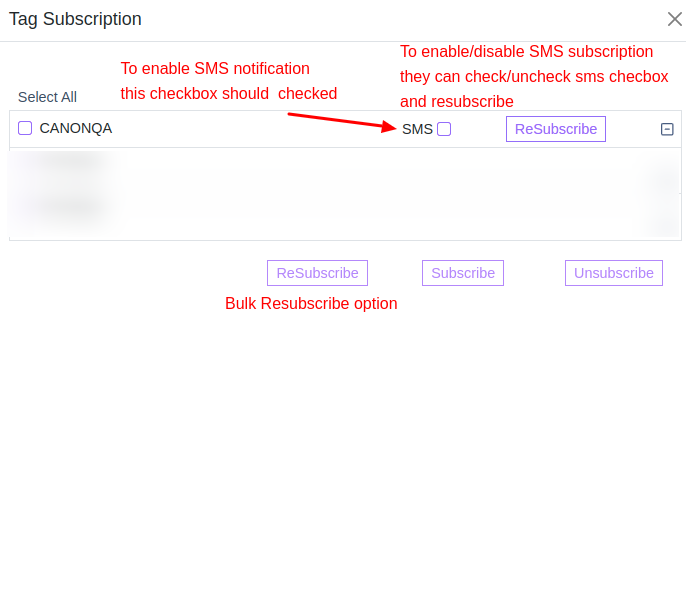 Tag Subscription
To enable SMS notification
this checkbox should  checked
To enable/disable SMS subscription
they can check/uncheck sms checbox
and resubscribe
Select All
CANONQA
SMS
ReSubscribe
ReSubscribe
Subscribe
Unsubscribe
Bulk Resubscribe option